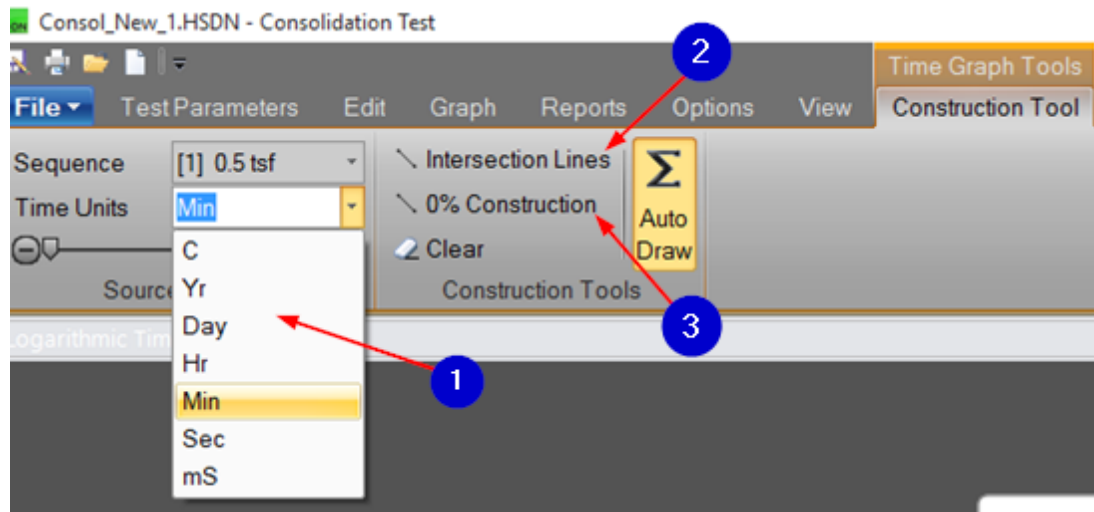 Consol_New_1.HSDN - Consolidation Test
2
Time Graph Tools
File Test Parameters Edit Graph Reports Options View Construction Tool
Sequence [1] 0.5 tsf Intersection Lines
Time Units Min 0% Construction
Auto
Draw
C Clear
Yr
Source Construction Tools
3
Day
Logarithmic Tim
Hr
1
Min
Sec
mS